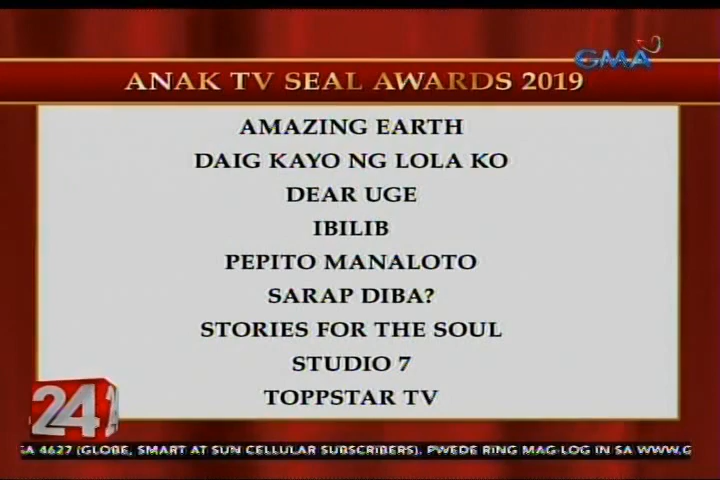 GMA
ANAK TV SEAL AWARDS 2019
AMAZING EARTH
DAIG KAYO NG LOLA KO
DEAR UGE
IBILIB
PEPITO MANALOTO
SARAP DIBA?
STORIES FOR THE SOUL
STUDIO 7
TOPPSTAR TV
24
SA 4627 (GLOBE, SMART AT SUN CELLULAR SUBSCRIBERS). PWEDE RING MAG-LOG IN SA WWW.G